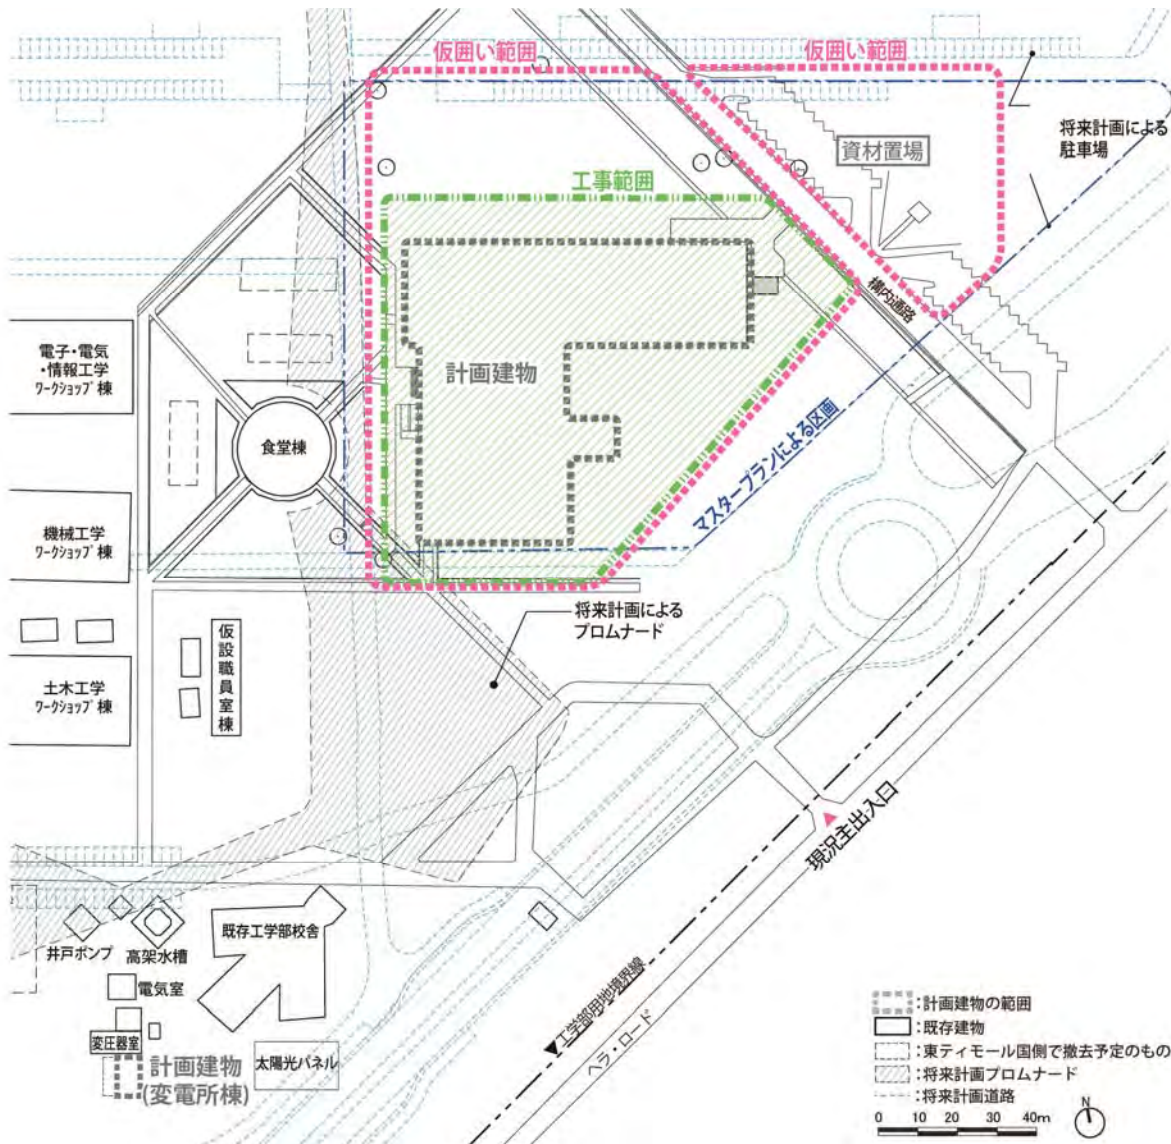 仮囲い範囲
仮囲い範囲
将来計画による
駐車場
資材置場
工事範囲
構内通路
電子・電気
・情報工学
ワークショップ棟
計画建物
食堂棟
マスタープランによる区画
機械工学
ワークショップ棟
将来計画による
プロムナード
仮設職員室棟
土木工学
ワークショップ棟
現況主出入口
既存工学部校舎
井戸ポンプ
高架水槽
電気室
変圧器室
計画建物
(変電所棟)
太陽光パネル
工学部用地境界線
ヘラ・ロード
:計画建物の範囲
:既存建物
:東ティモール国側で撤去予定のもの
:将来計画プロムナード
:将来計画道路
0 10 20 30 40m
N